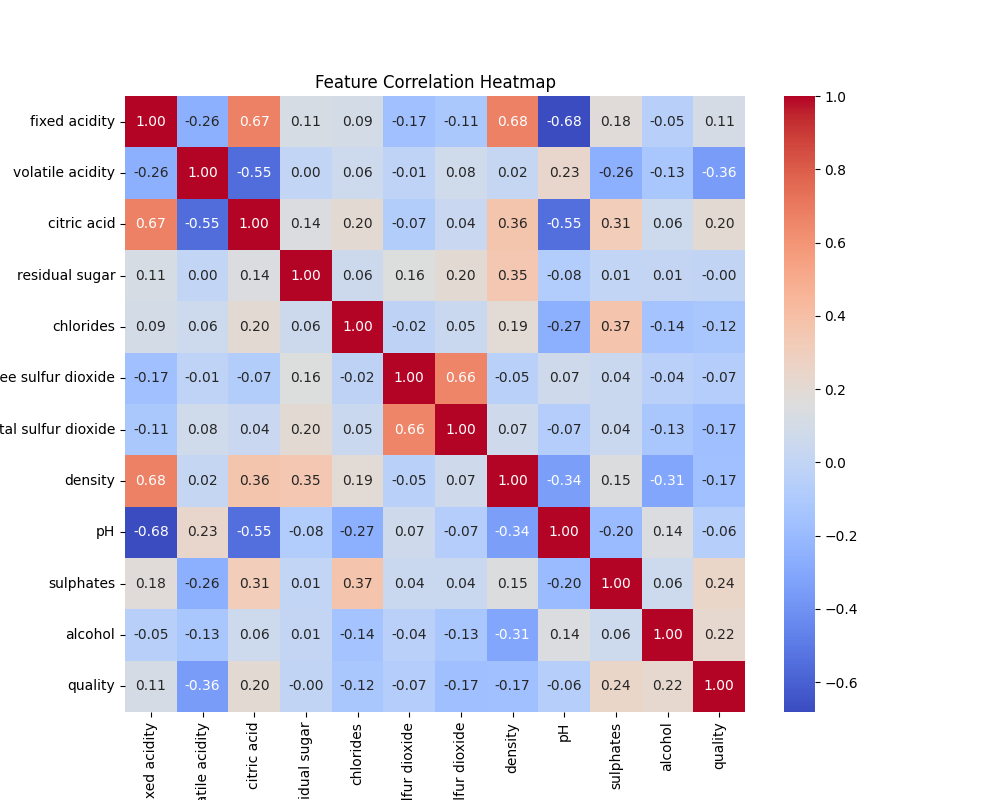 Feature Correlation Heatmap
fixed acidity 1.00 -0.26 0.67 0.11 0.09 -0.17 -0.11 0.68 -0.68 0.18 -0.05 0.11
volatile acidity -0.26 1.00 -0.55 0.00 0.06 -0.01 0.08 0.02 0.23 -0.26 -0.13 -0.36
citric acid 0.67 -0.55 1.00 0.14 0.20 -0.07 0.04 0.36 -0.55 0.31 0.06 0.20
residual sugar 0.11 0.00 0.14 1.00 0.06 0.16 0.20 0.35 -0.08 0.01 0.01 -0.00
chlorides 0.09 0.06 0.20 0.06 1.00 -0.02 0.05 0.19 -0.27 0.37 -0.14 -0.12
ee sulfur dioxide -0.17 -0.01 -0.07 0.16 -0.02 1.00 0.66 -0.05 0.07 0.04 -0.04 -0.07
tal sulfur dioxide -0.11 0.08 0.04 0.20 0.05 0.66 1.00 0.07 -0.07 0.04 -0.13 -0.17
density 0.68 0.02 0.36 0.35 0.19 -0.05 0.07 1.00 -0.34 0.15 -0.31 -0.17
pH -0.68 0.23 -0.55 -0.08 -0.27 0.07 -0.07 -0.34 1.00 -0.20 0.14 -0.06
sulphates 0.18 -0.26 0.31 0.01 0.37 0.04 0.04 0.15 -0.20 1.00 0.06 0.24
alcohol -0.05 -0.13 0.06 0.01 -0.14 -0.04 -0.13 -0.31 0.14 0.06 1.00 0.22
quality 0.11 -0.36 0.20 -0.00 -0.12 -0.07 -0.17 -0.17 -0.06 0.24 0.22 1.00
xed acidity
atile acidity
citric acid
idual sugar
chlorides
lfur dioxide
lfur dioxide
density
pH
sulphates
alcohol
quality
1.0
0.8
0.6
0.4
0.2
0.0
−0.2
−0.4
−0.6